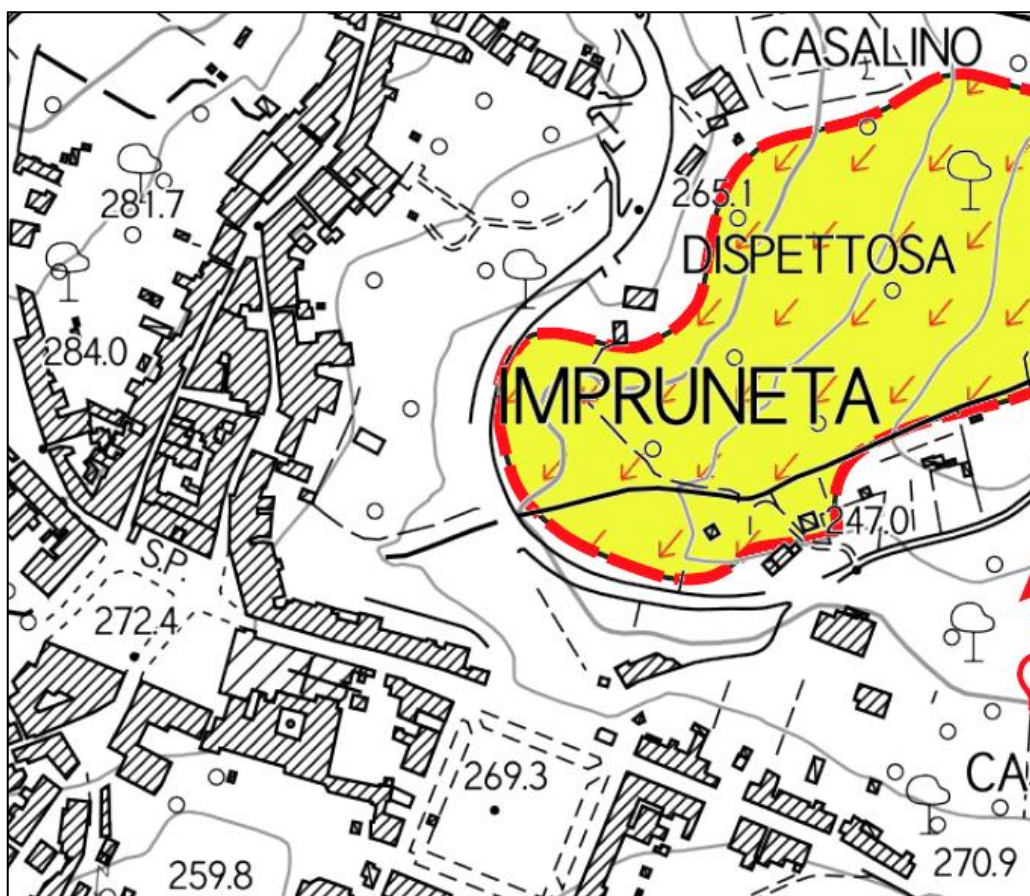 CASALINO
281.7
265.1
DISPETTOSA
284.0
IMPRUNETA
247.0
S.P.
272.4
269.3
CA
259.8
270.9